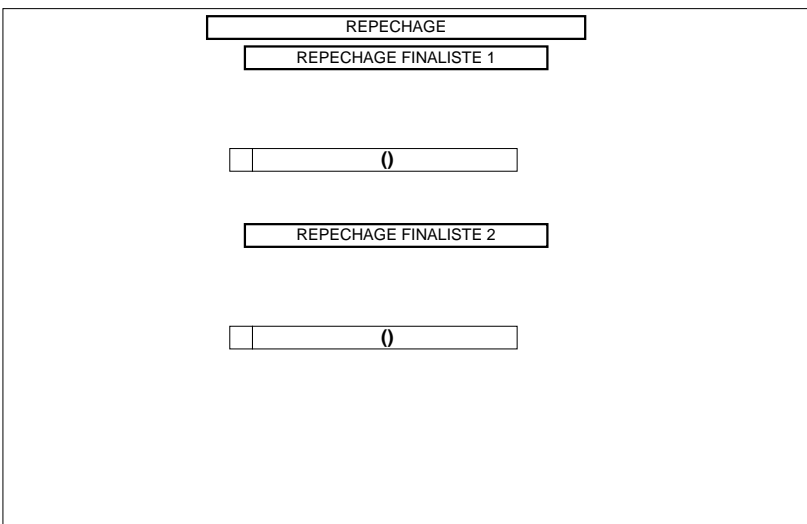 REPECHAGE
REPECHAGE FINALISTE 1
()
REPECHAGE FINALISTE 2
()